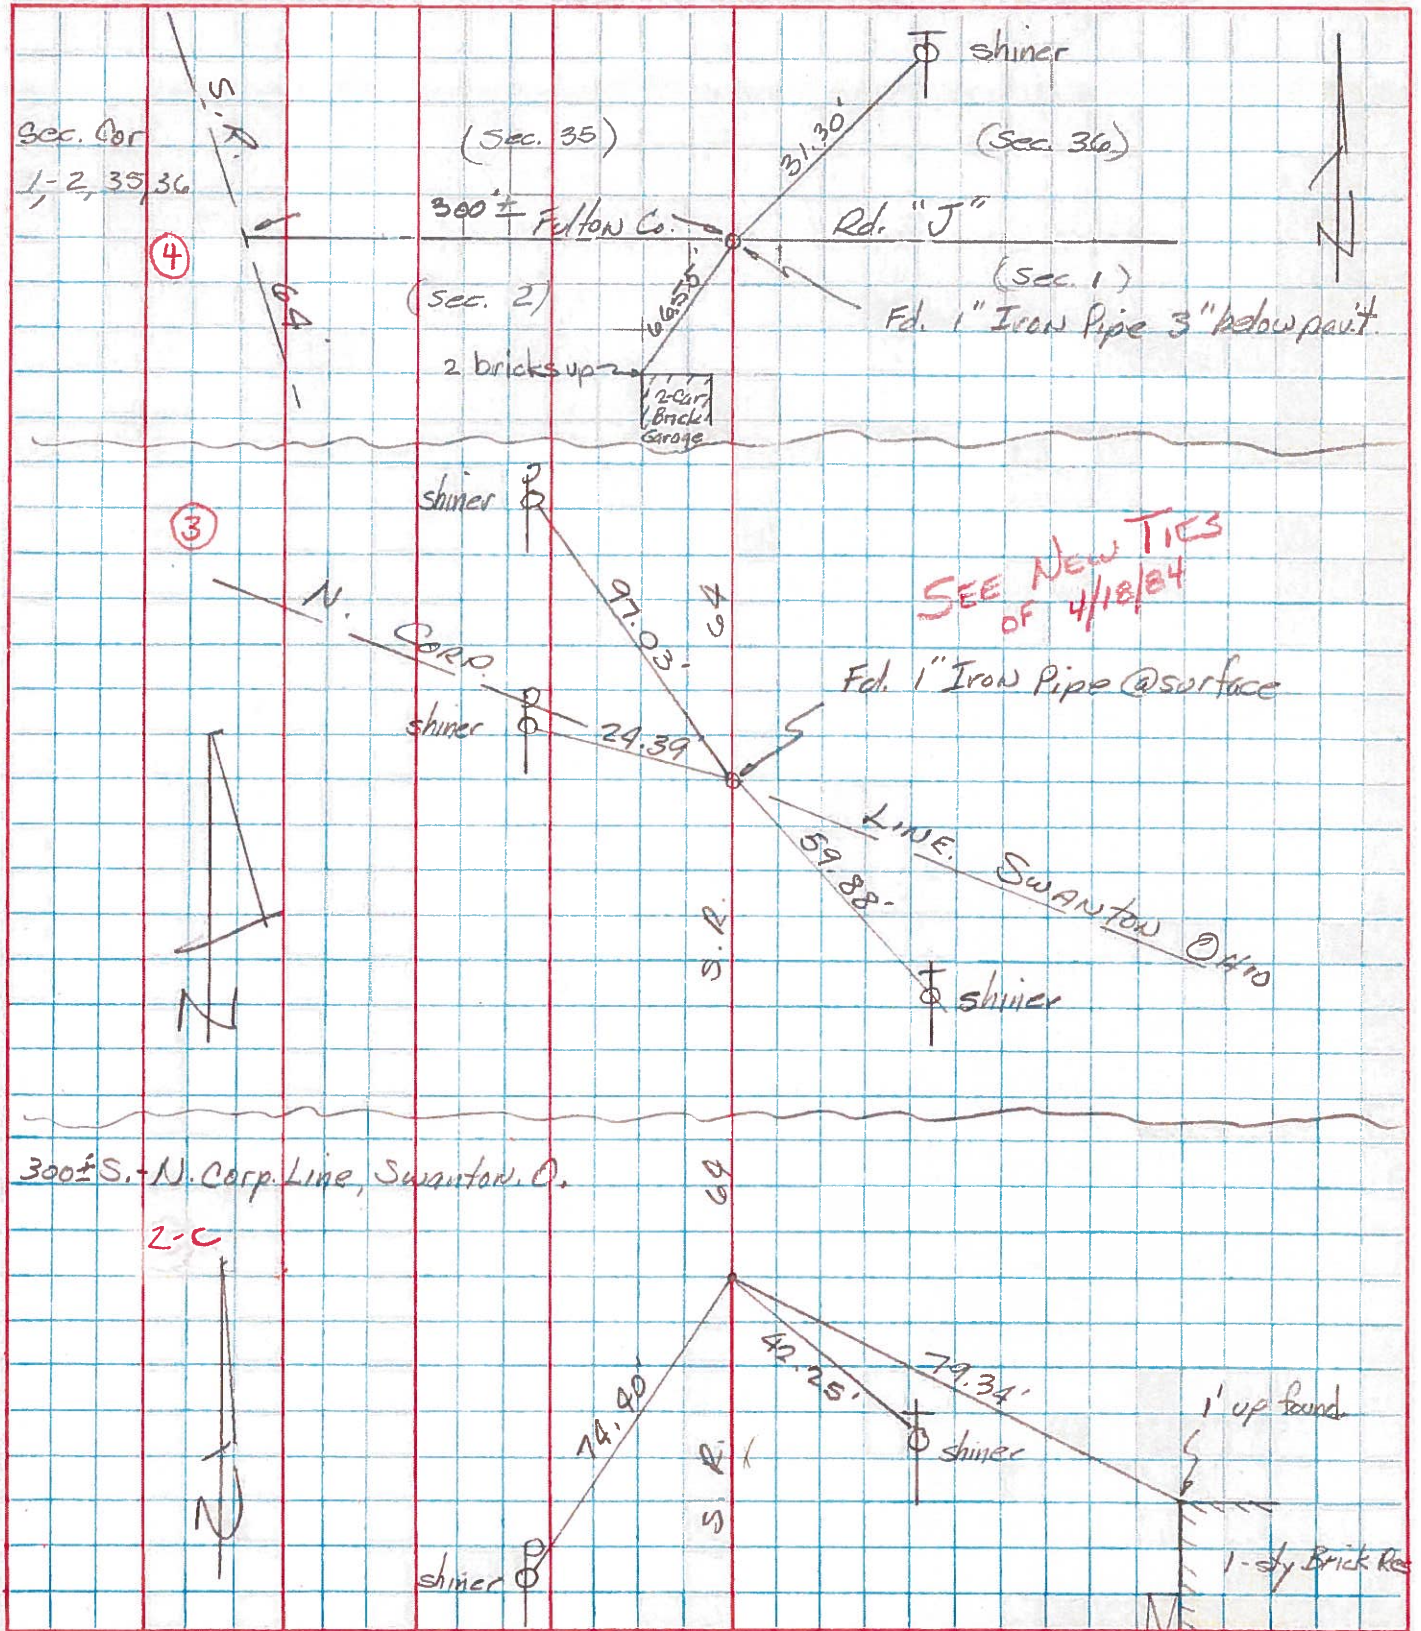 shiner
S. R.
Sec. Cor
1-2, 35, 36
(Sec. 35)
31.30'
(Sec. 36)
300'± Fulton Co.
Rd. "J"
4
64
(Sec. 2)
66.55'
(Sec. 1)
Fd. 1" Iron Pipe 3" below pav't.
2 bricks up
2-Car
Brick
Garage
N
shiner
3
N. CORP.
97.03'
64
SEE NEW TIES
OF 4/18/84
Fd. 1" Iron Pipe @ surface
shiner
24.39'
LINE. SWANTON OHIO
59.88'
S. R.
shiner
N
300± S. - N. Corp. Line, Swanton. O.
64
2-C
74.40'
42.25'
79.34'
1' up found.
shiner
S. R.
N
shiner
1-sty Brick Res
N